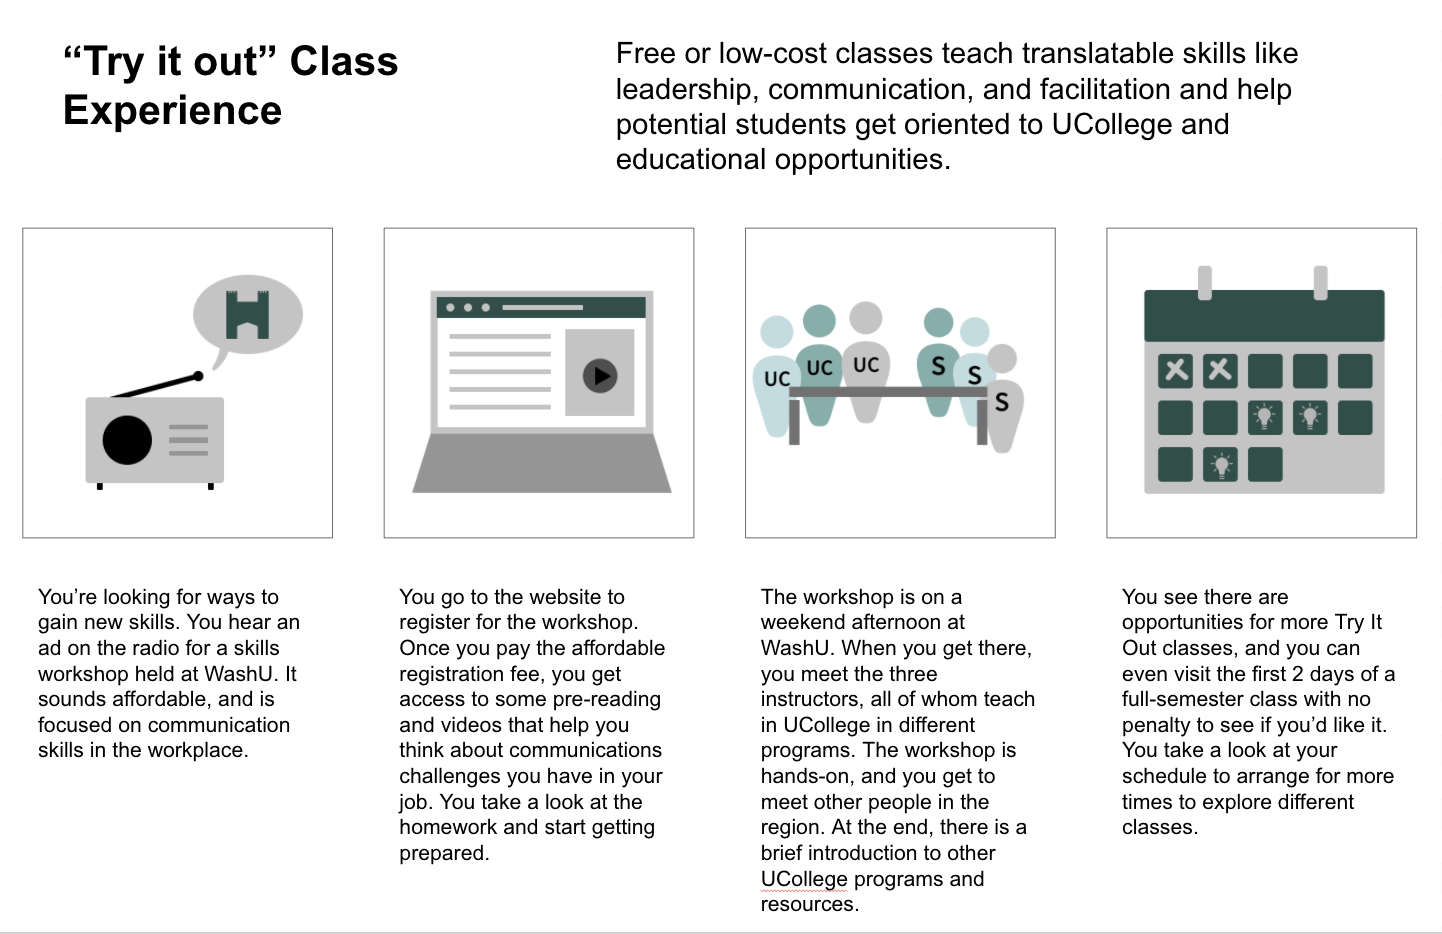 “Try it out” Class
Experience
Free or low-cost classes teach translatable skills like
leadership, communication, and facilitation and help
potential students get oriented to UCollege and
educational opportunities.
UC
UC
UC
S
S
S
You’re looking for ways to
gain new skills. You hear an
ad on the radio for a skills
workshop held at WashU. It
sounds affordable, and is
focused on communication
skills in the workplace.
You go to the website to
register for the workshop.
Once you pay the affordable
registration fee, you get
access to some pre-reading
and videos that help you
think about communications
challenges you have in your
job. You take a look at the
homework and start getting
prepared.
The workshop is on a
weekend afternoon at
WashU. When you get there,
you meet the three
instructors, all of whom teach
in UCollege in different
programs. The workshop is
hands-on, and you get to
meet other people in the
region. At the end, there is a
brief introduction to other
UCollege programs and
resources.
You see there are
opportunities for more Try It
Out classes, and you can
even visit the first 2 days of a
full-semester class with no
penalty to see if you’d like it.
You take a look at your
schedule to arrange for more
times to explore different
classes.